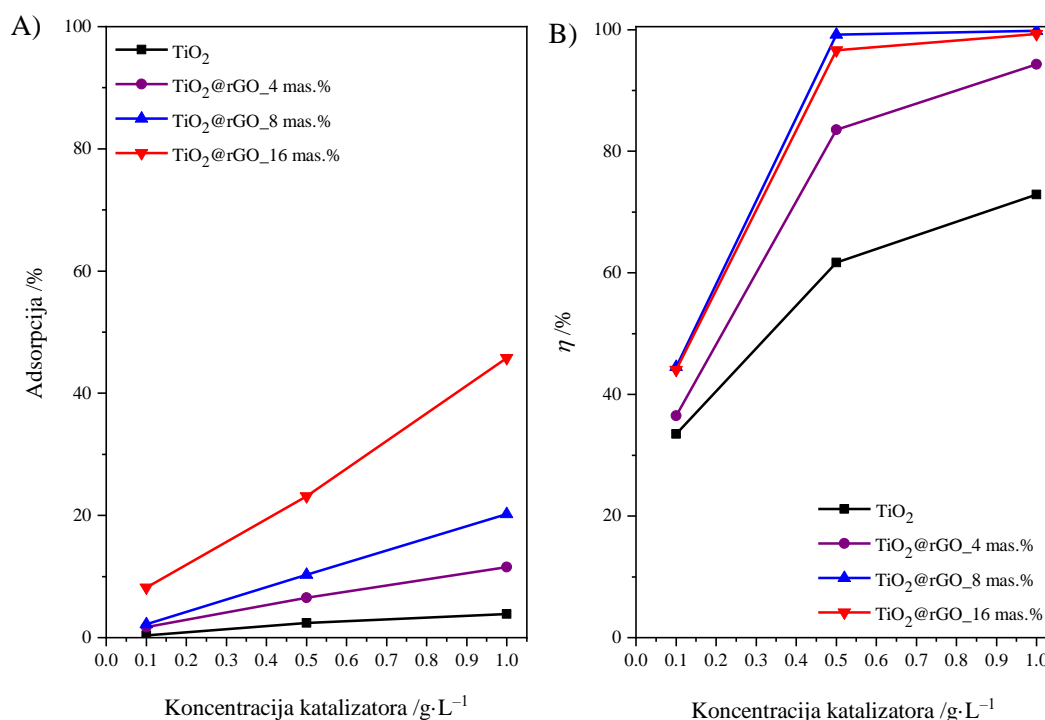 A)
TiO2
TiO2@rGO_4 mas.%
TiO2@rGO_8 mas.%
TiO2@rGO_16 mas.%
Adsorpcija /%
100
80
60
40
20
0
0.0 0.1 0.2 0.3 0.4 0.5 0.6 0.7 0.8 0.9 1.0
Koncentracija katalizatora /g·L⁻¹
B)
η /%
100
80
60
40
20
0
TiO2
TiO2@rGO_4 mas.%
TiO2@rGO_8 mas.%
TiO2@rGO_16 mas.%
0.0 0.1 0.2 0.3 0.4 0.5 0.6 0.7 0.8 0.9 1.0
Koncentracija katalizatora /g·L⁻¹